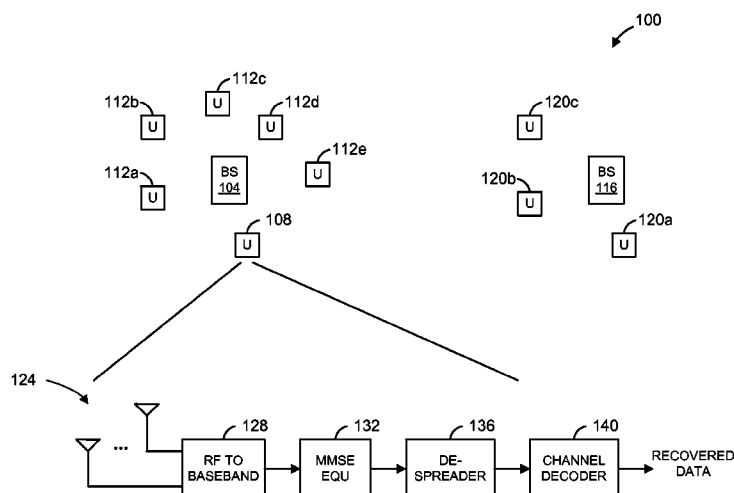 100
112c
112b
U
112d
120c
U
U
U
112e
BS
104
112a
U
U
120b
BS
116
U
108
120a
U
U
124
...
128
132
136
140
RF TO
BASEBAND
MMSE
EQU
DE-
SPREADER
CHANNEL
DECODER
RECOVERED
DATA